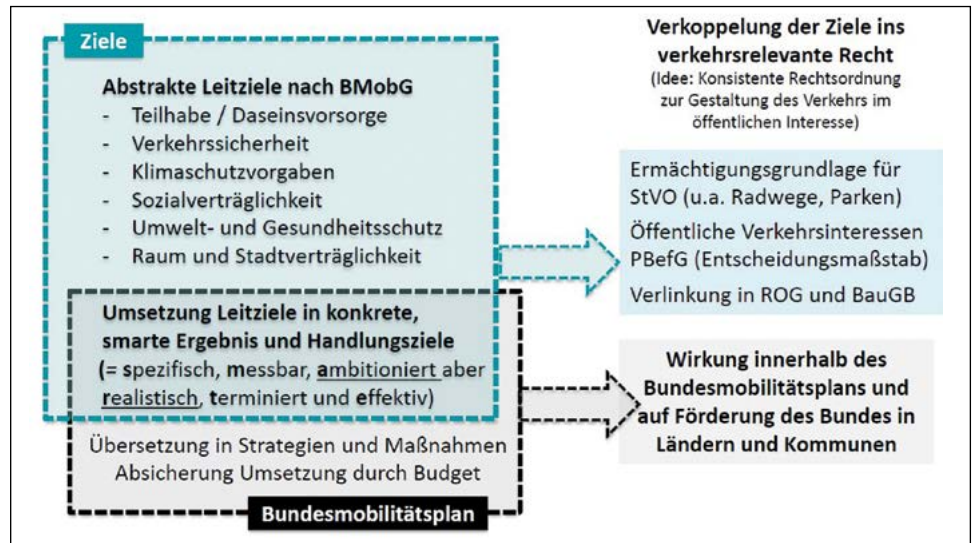 Ziele
Abstrakte Leitziele nach BMobG
- Teilhabe / Daseinsvorsorge
- Verkehrssicherheit
- Klimaschutzvorgaben
- Sozialverträglichkeit
- Umwelt- und Gesundheitsschutz
- Raum und Stadtverträglichkeit
Umsetzung Leitziele in konkrete,
smarte Ergebnis und Handlungsziele
(= spezifisch, messbar, ambitioniert aber
realistisch, terminiert und effektiv)
Übersetzung in Strategien und Maßnahmen
Absicherung Umsetzung durch Budget
Bundesmobilitätsplan
Verkoppelung der Ziele ins
verkehrsrelevante Recht
(Idee: Konsistente Rechtsordnung
zur Gestaltung des Verkehrs im
öffentlichen Interesse)
Ermächtigungsgrundlage für
StVO (u.a. Radwege, Parken)
Öffentliche Verkehrsinteressen
PBefG (Entscheidungsmaßstab)
Verlinkung in ROG und BauGB
Wirkung innerhalb des
Bundesmobilitätsplans und
auf Förderung des Bundes in
Ländern und Kommunen